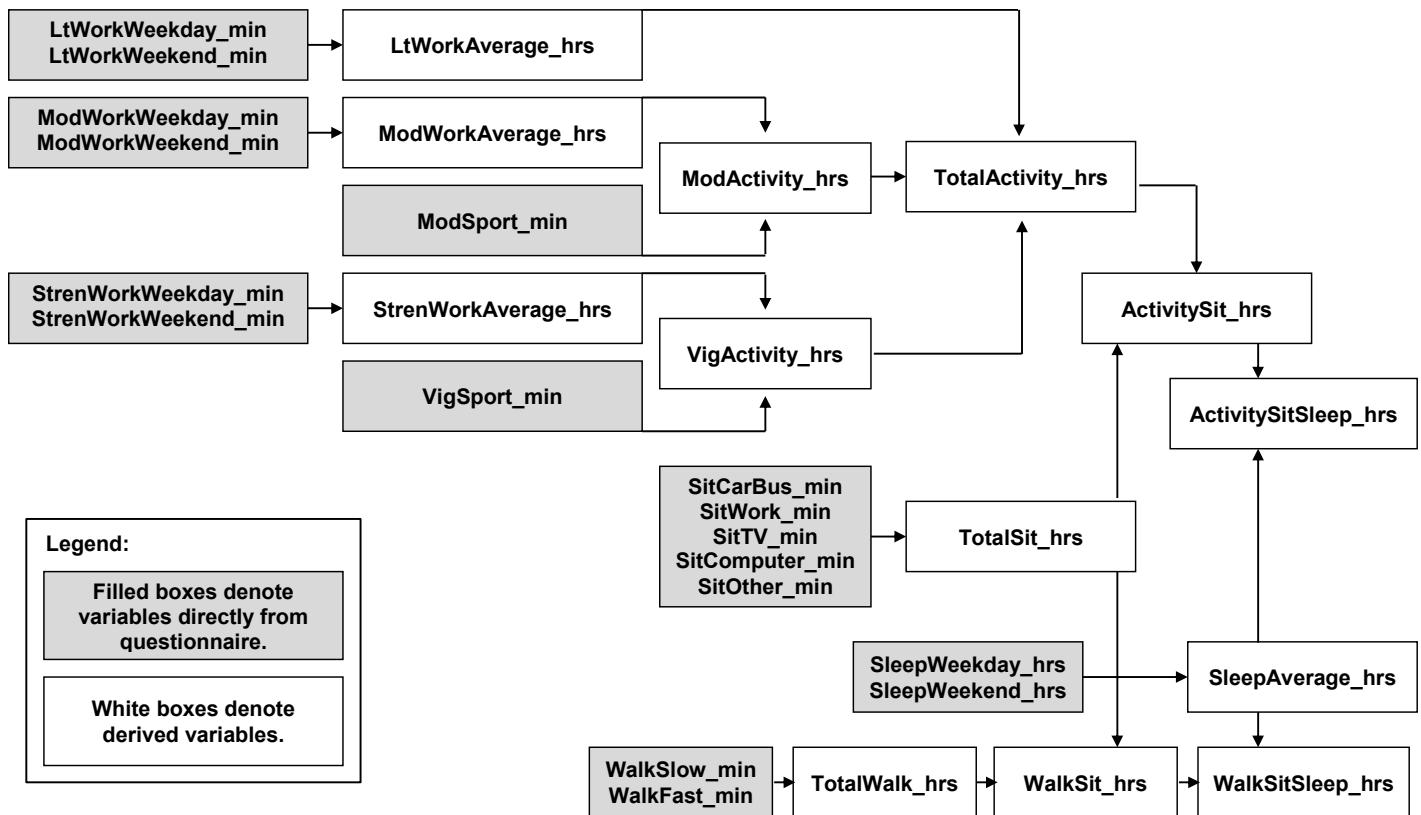 LtWorkWeekday_min
LtWorkWeekend_min
LtWorkAverage_hrs
ModWorkWeekday_min
ModWorkWeekend_min
ModWorkAverage_hrs
ModActivity_hrs
TotalActivity_hrs
ModSport_min
StrenWorkWeekday_min
StrenWorkWeekend_min
StrenWorkAverage_hrs
ActivitySit_hrs
VigActivity_hrs
VigSport_min
ActivitySitSleep_hrs
SitCarBus_min
SitWork_min
SitTV_min
SitComputer_min
SitOther_min
TotalSit_hrs
Legend:
Filled boxes denote
variables directly from
questionnaire.
White boxes denote
derived variables.
SleepWeekday_hrs
SleepWeekend_hrs
SleepAverage_hrs
WalkSlow_min
WalkFast_min
TotalWalk_hrs
WalkSit_hrs
WalkSitSleep_hrs